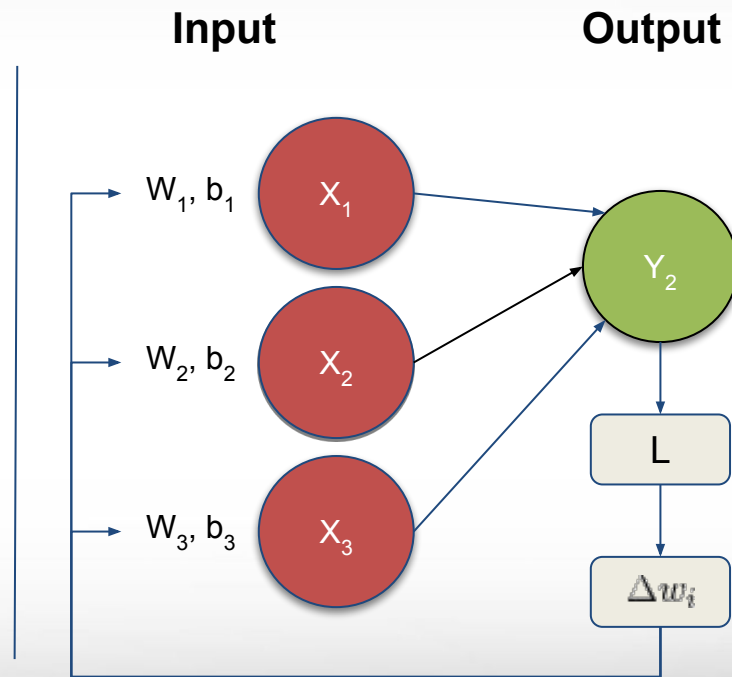 Input
Output
W₁, b₁
X₁
Y₂
W₂, b₂
X₂
L
W₃, b₃
X₃
Δwᵢ